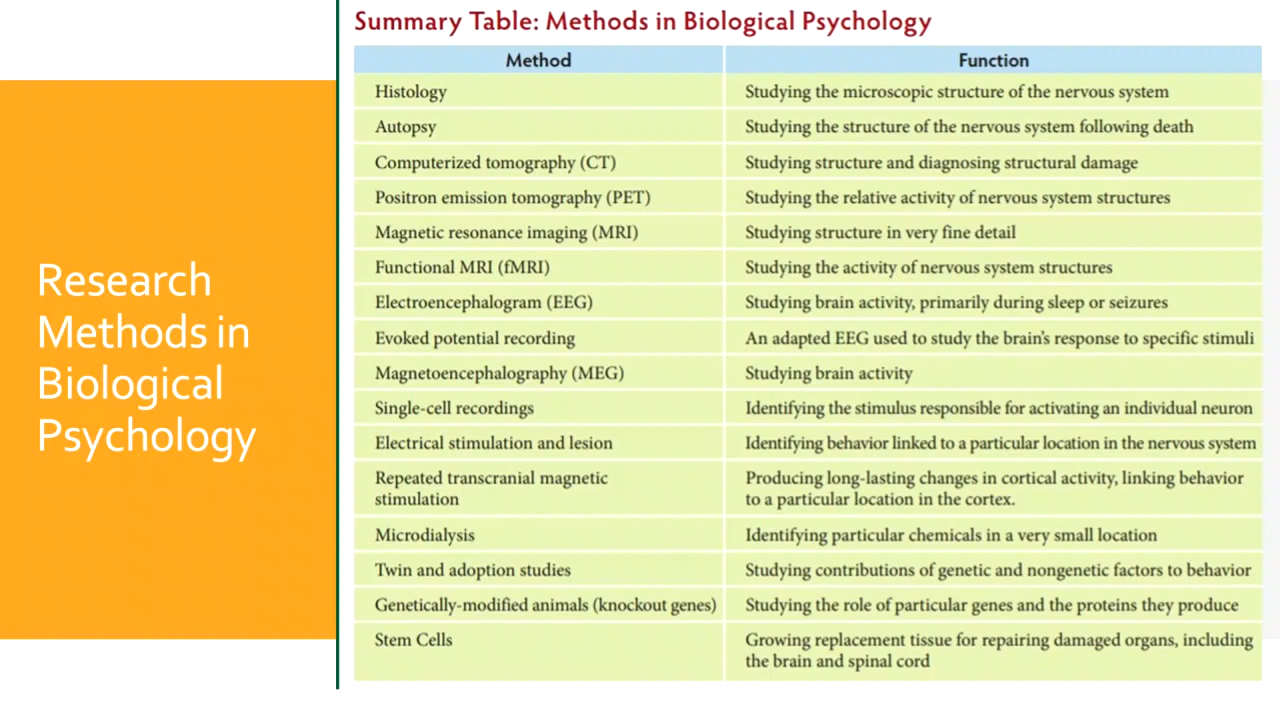 Research
Methods in
Biological
Psychology
Summary Table: Methods in Biological Psychology
Method Function
Histology Studying the microscopic structure of the nervous system
Autopsy Studying the structure of the nervous system following death
Computerized tomography (CT) Studying structure and diagnosing structural damage
Positron emission tomography (PET) Studying the relative activity of nervous system structures
Magnetic resonance imaging (MRI) Studying structure in very fine detail
Functional MRI (fMRI) Studying the activity of nervous system structures
Electroencephalogram (EEG) Studying brain activity, primarily during sleep or seizures
Evoked potential recording An adapted EEG used to study the brain's response to specific stimuli
Magnetoencephalography (MEG) Studying brain activity
Single-cell recordings Identifying the stimulus responsible for activating an individual neuron
Electrical stimulation and lesion Identifying behavior linked to a particular location in the nervous system
Repeated transcranial magnetic
stimulation
Producing long-lasting changes in cortical activity, linking behavior
to a particular location in the cortex.
Microdialysis Identifying particular chemicals in a very small location
Twin and adoption studies Studying contributions of genetic and nongenetic factors to behavior
Genetically-modified animals (knockout genes) Studying the role of particular genes and the proteins they produce
Stem Cells Growing replacement tissue for repairing damaged organs, including
the brain and spinal cord